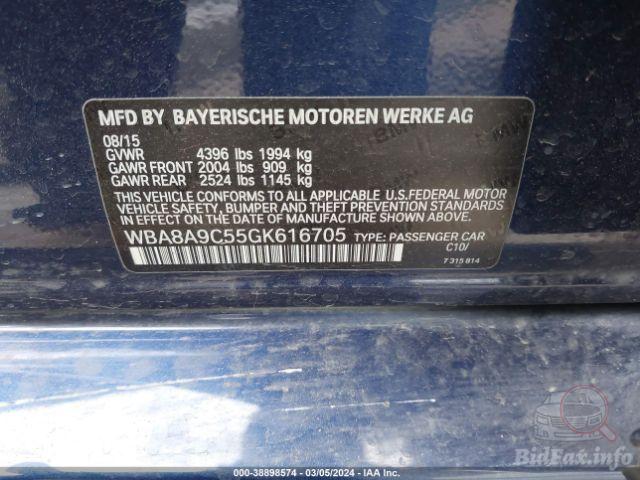 MFD BY BAYERISCHE MOTOREN WERKE AG
08/15
GVWR 4396 lbs 1994 kg
GAWR FRONT 2004 lbs 909 kg
GAWR REAR 2524 lbs 1145 kg
THIS VEHICLE CONFORMS TO ALL APPLICABLE U.S.FEDERAL MOTOR
VEHICLE SAFETY, BUMPER AND THEFT PREVENTION STANDARDS
IN EFFECT ON THE DATE OF MANUFACTURE SHOWN ABOVE.
WBA8A9C55GK616705 TYPE: PASSENGER CAR
C10/
7 315 814
BidFax.info
000-38898574 — 03/05/2024 — IAA Inc.